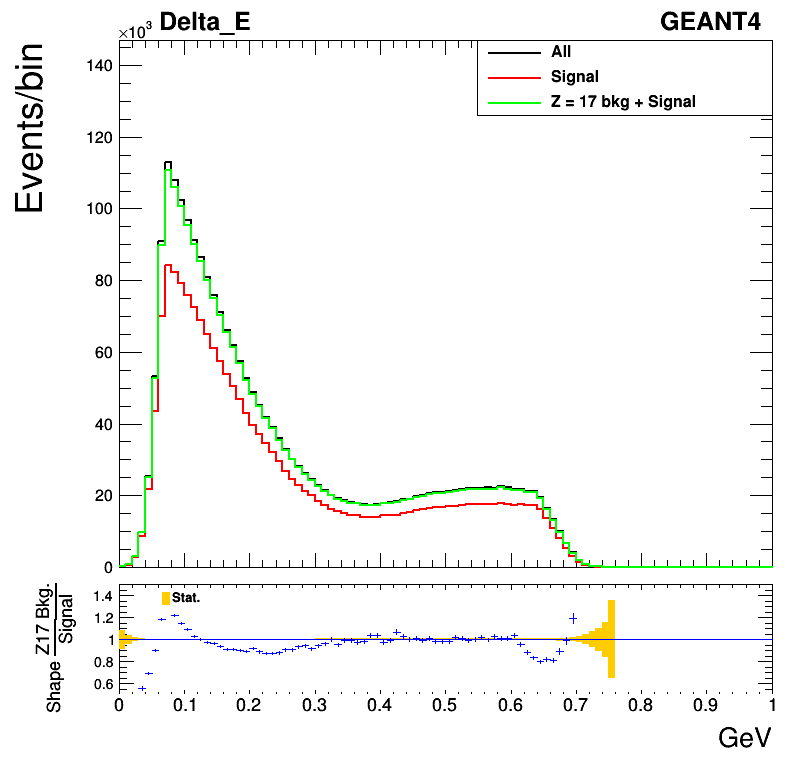 ×10³ Delta_E GEANT4
Events/bin
All
Signal
Z = 17 bkg + Signal
140
120
100
80
60
40
20
0
Shape Z17 Bkg.
Signal
Stat.
1.4
1.2
1
0.8
0.6
0 0.1 0.2 0.3 0.4 0.5 0.6 0.7 0.8 0.9 1
GeV